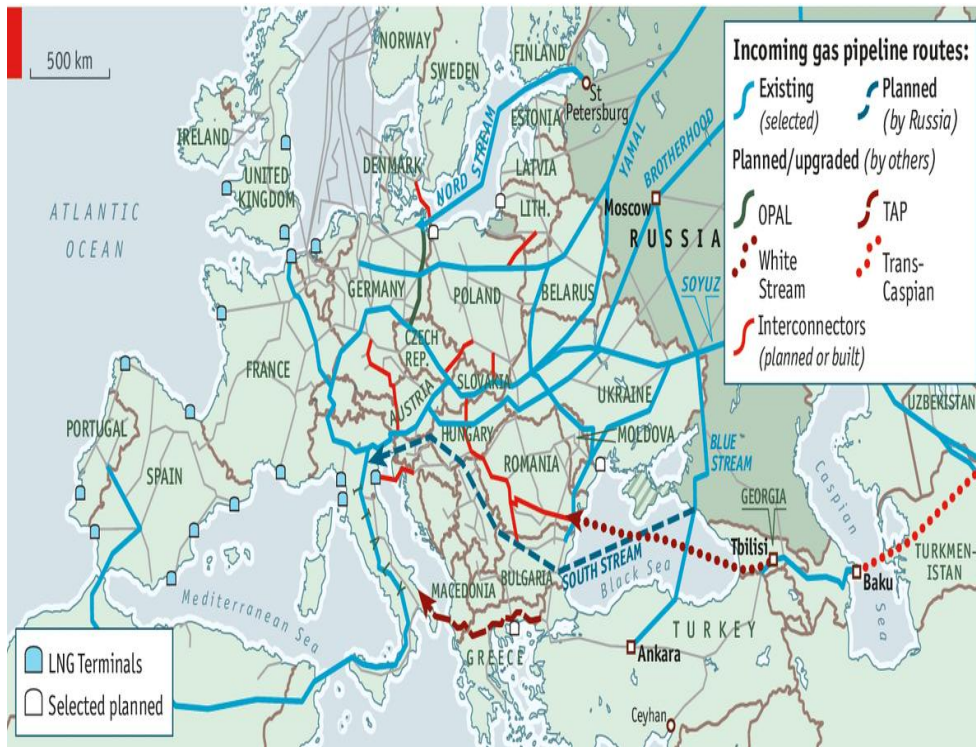 500 km
NORWAY
SWEDEN
FINLAND
St
Petersburg
ESTONIA
IRELAND
UNITED
KINGDOM
DENMARK
NORD STREAM
LATVIA
LITH.
YAMAL
BROTHERHOOD
Moscow
RUSSIA
ATLANTIC
OCEAN
GERMANY
POLAND
BELARUS
SOYUZ
FRANCE
CZECH
REP.
SLOVAKIA
UKRAINE
AUSTRIA
HUNGARY
MOLDOVA
ROMANIA
PORTUGAL
SPAIN
BLUE
STREAM
GEORGIA
Tbilisi
Caspian
Sea
UZBEKISTAN
TURKMEN-
ISTAN
Baku
SOUTH STREAM
Black Sea
BULGARIA
MACEDONIA
Mediterranean Sea
GREECE
TURKEY
Ankara
Ceyhan
Incoming gas pipeline routes:
Existing
(selected)
Planned
(by Russia)
Planned/upgraded (by others)
OPAL
TAP
White
Stream
Trans-
Caspian
Interconnectors
(planned or built)
LNG Terminals
Selected planned